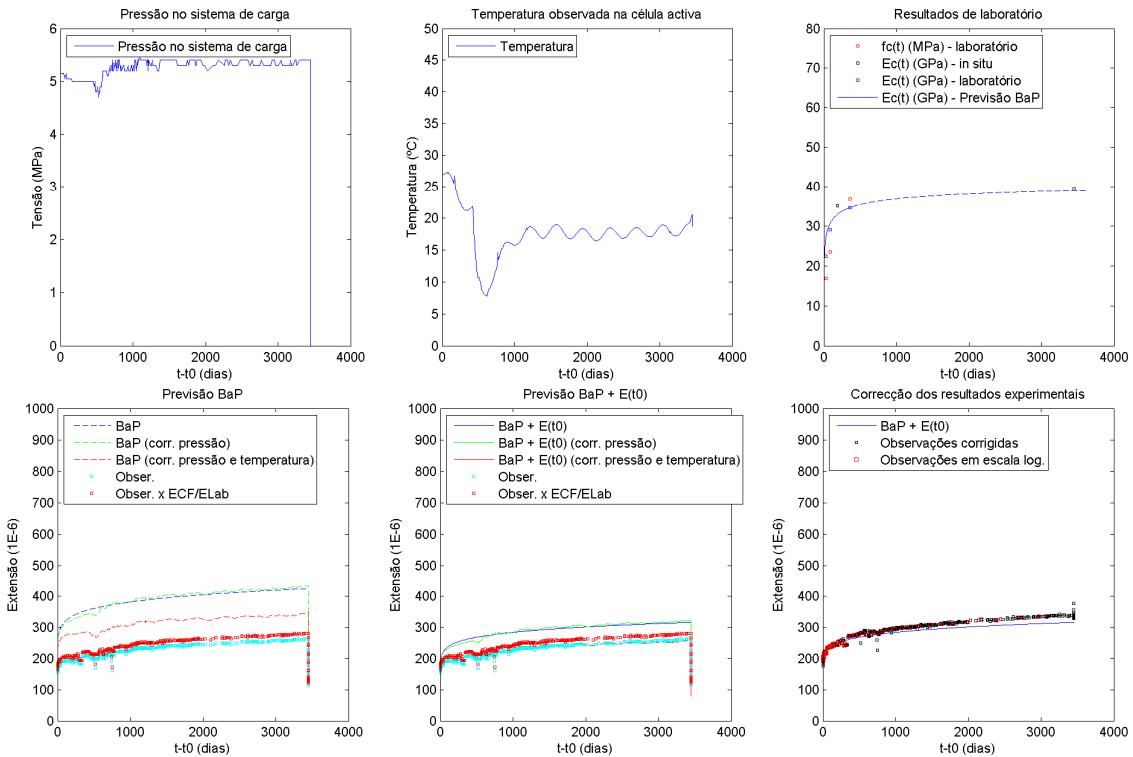 Pressão no sistema de carga
Pressão no sistema de carga
Tensão (MPa)
6
5
4
3
2
1
0
0 1000 2000 3000 4000
t-t0 (dias)
Temperatura observada na célula activa
Temperatura
Temperatura (ºC)
50
45
40
35
30
25
20
15
10
5
0
0 1000 2000 3000 4000
t-t0 (dias)
Resultados de laboratório
fc(t) (MPa) - laboratório
Ec(t) (GPa) - in situ
Ec(t) (GPa) - laboratório
Ec(t) (GPa) - Previsão BaP
80
70
60
50
40
30
20
10
0
0 1000 2000 3000 4000
t-t0 (dias)
Previsão BaP
BaP
BaP (corr. pressão)
BaP (corr. pressão e temperatura)
Obser.
Obser. x ECF/ELab
Extensão (1E-6)
1000
900
800
700
600
500
400
300
200
100
0
0 1000 2000 3000 4000
t-t0 (dias)
Previsão BaP + E(t0)
BaP + E(t0)
BaP + E(t0) (corr. pressão)
BaP + E(t0) (corr. pressão e temperatura)
Obser.
Obser. x ECF/ELab
Extensão (1E-6)
1000
900
800
700
600
500
400
300
200
100
0
0 1000 2000 3000 4000
t-t0 (dias)
Correcção dos resultados experimentais
BaP + E(t0)
Observações corrigidas
Observações em escala log.
Extensão (1E-6)
1000
900
800
700
600
500
400
300
200
100
0
0 1000 2000 3000 4000
t-t0 (dias)